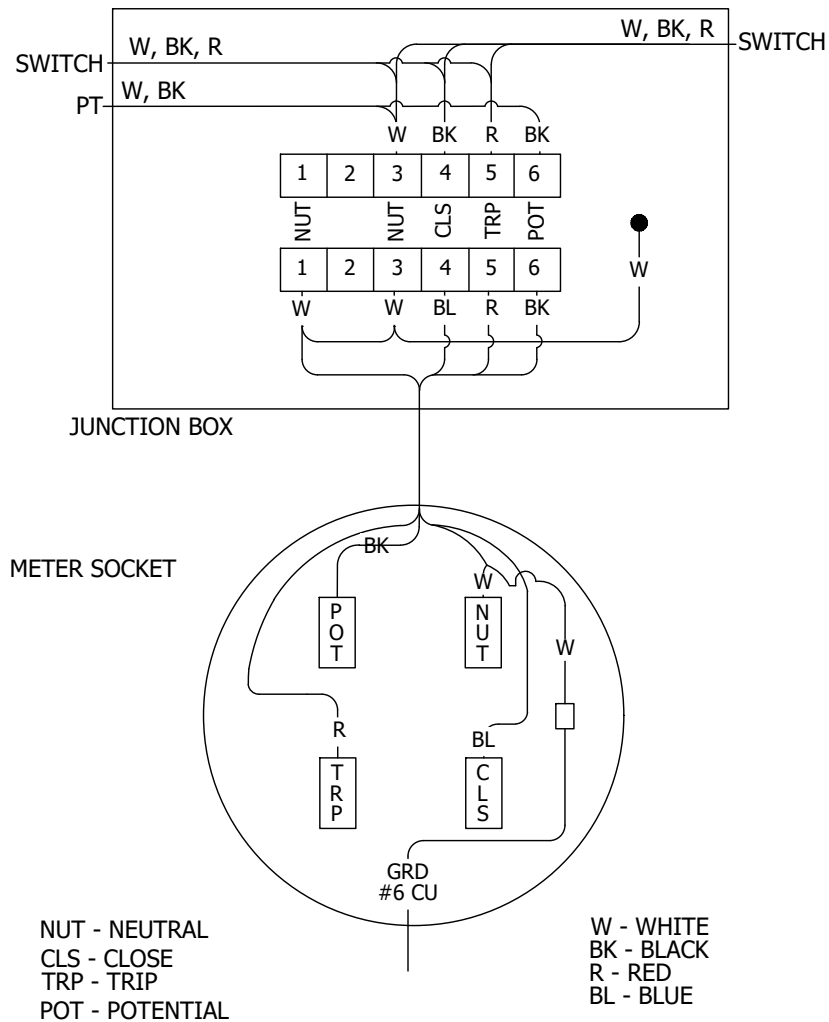 W, BK, R
SWITCH
W, BK, R
SWITCH
W, BK
PT
W BK R BK
1 2 3 4 5 6
NUT NUT CLS TRP POT
1 2 3 4 5 6
W W BL R BK
W
JUNCTION BOX
METER SOCKET
BK
W
W
POT
NUT
R
BL
TRP
CLS
GRD
#6 CU
NUT - NEUTRAL
CLS - CLOSE
TRP - TRIP
POT - POTENTIAL
W - WHITE
BK - BLACK
R - RED
BL - BLUE